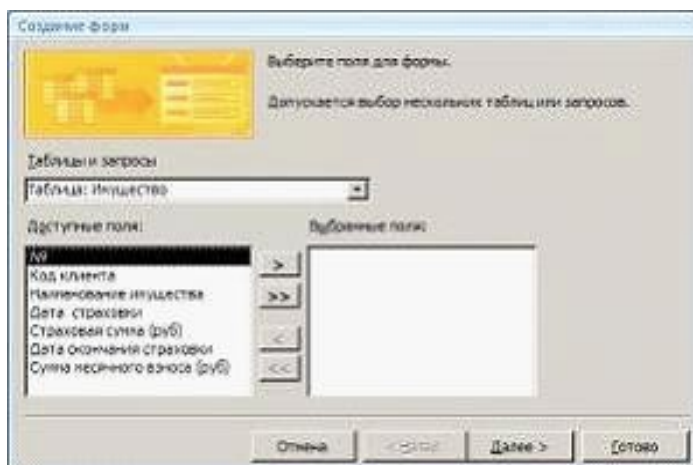 Создание форм
Выберите поля для формы.
Допускается выбор нескольких таблиц или запросов.
Таблицы и запросы
Таблица: Имущество
Доступные поля:
Выбранные поля:
№
Код клиента
Наименование имущества
Дата страховки
Страховая сумма (руб)
Дата окончания страховки
Сумма месячного взноса (руб)
>
>>
<
<<
Отмена
< Назад
Далее >
Готово